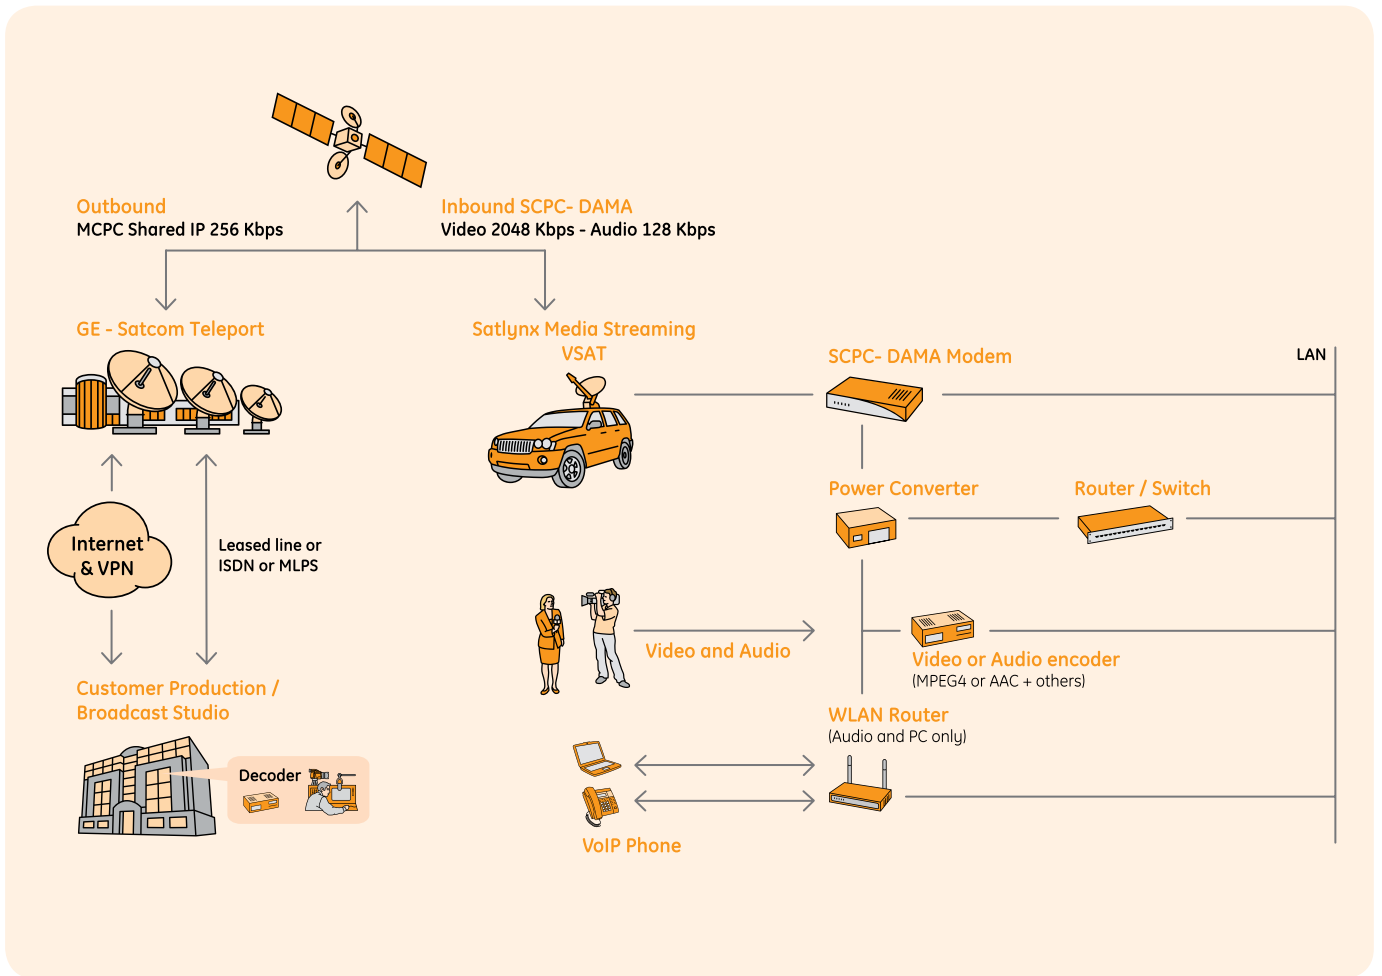 Outbound
MCPC Shared IP 256 Kbps
Inbound SCPC- DAMA
Video 2048 Kbps - Audio 128 Kbps
GE - Satcom Teleport
Satlynx Media Streaming
VSAT
SCPC- DAMA Modem
LAN
Power Converter
Router / Switch
Internet
& VPN
Leased line or
ISDN or MLPS
Video and Audio
Video or Audio encoder
(MPEG4 or AAC + others)
Customer Production /
Broadcast Studio
WLAN Router
(Audio and PC only)
Decoder
VoIP Phone